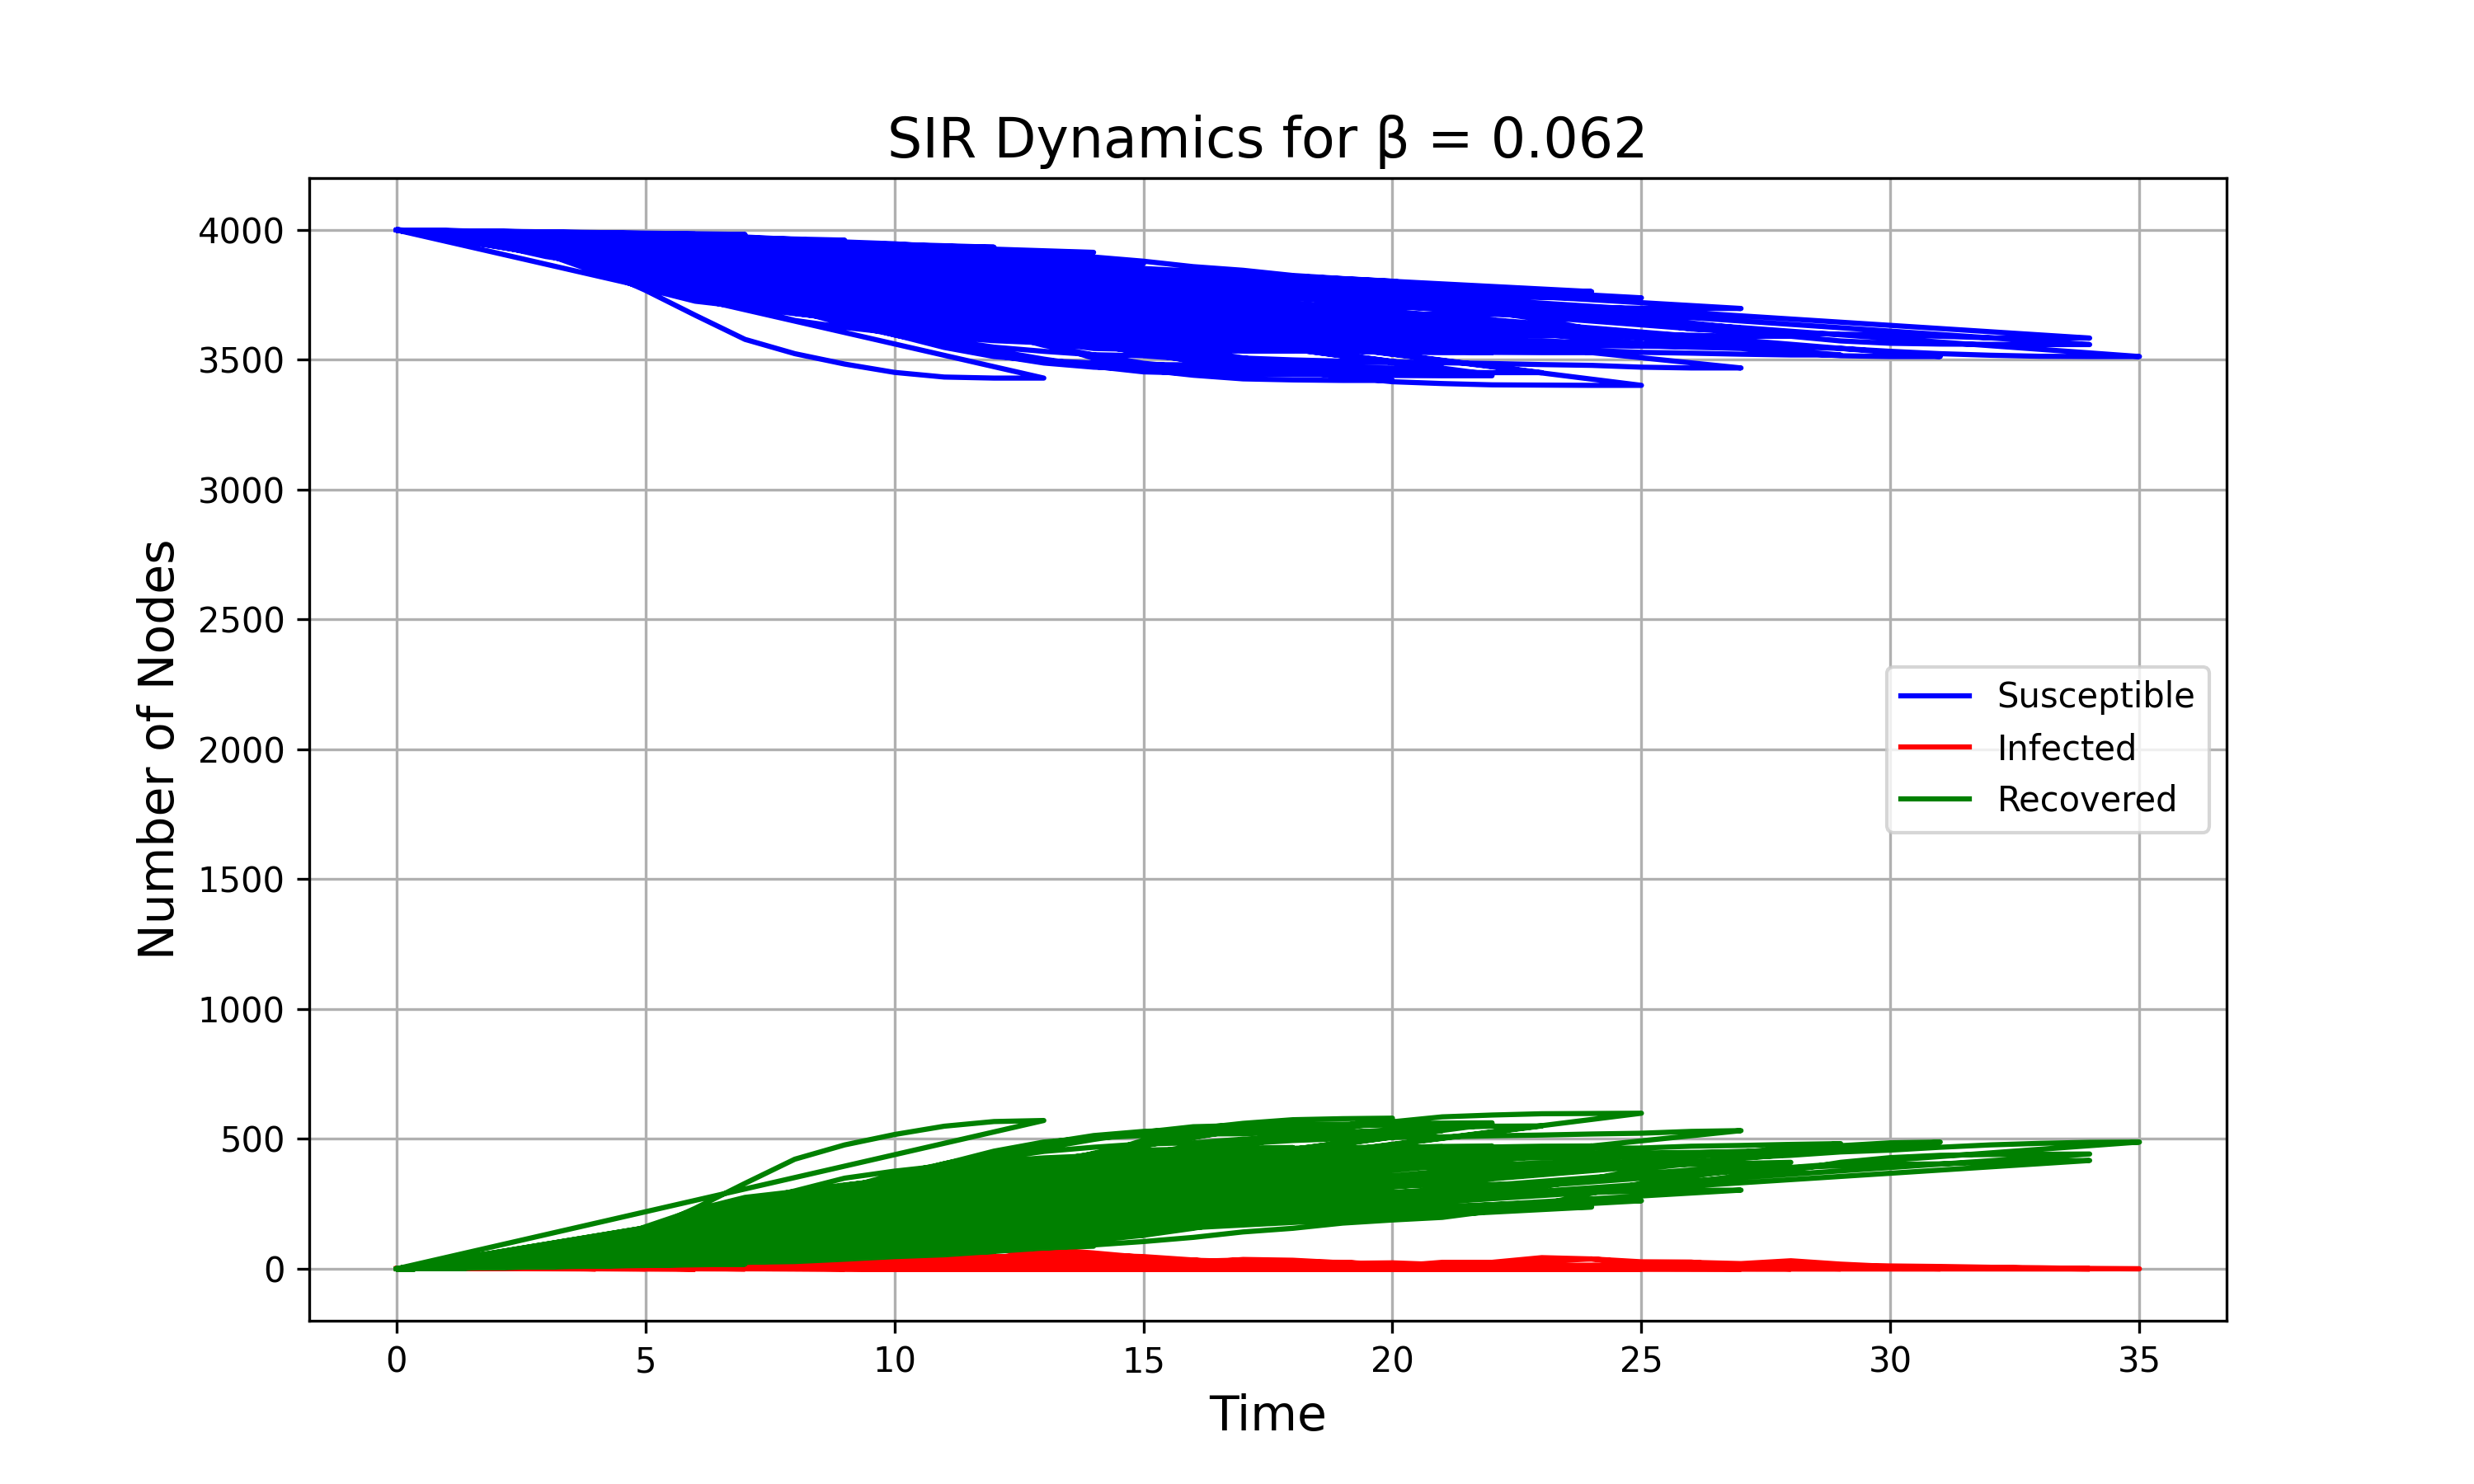 SIR Dynamics for β = 0.062
Number of Nodes
4000
3500
3000
2500
2000
1500
1000
500
0
Susceptible
Infected
Recovered
0 5 10 15 20 25 30 35
Time